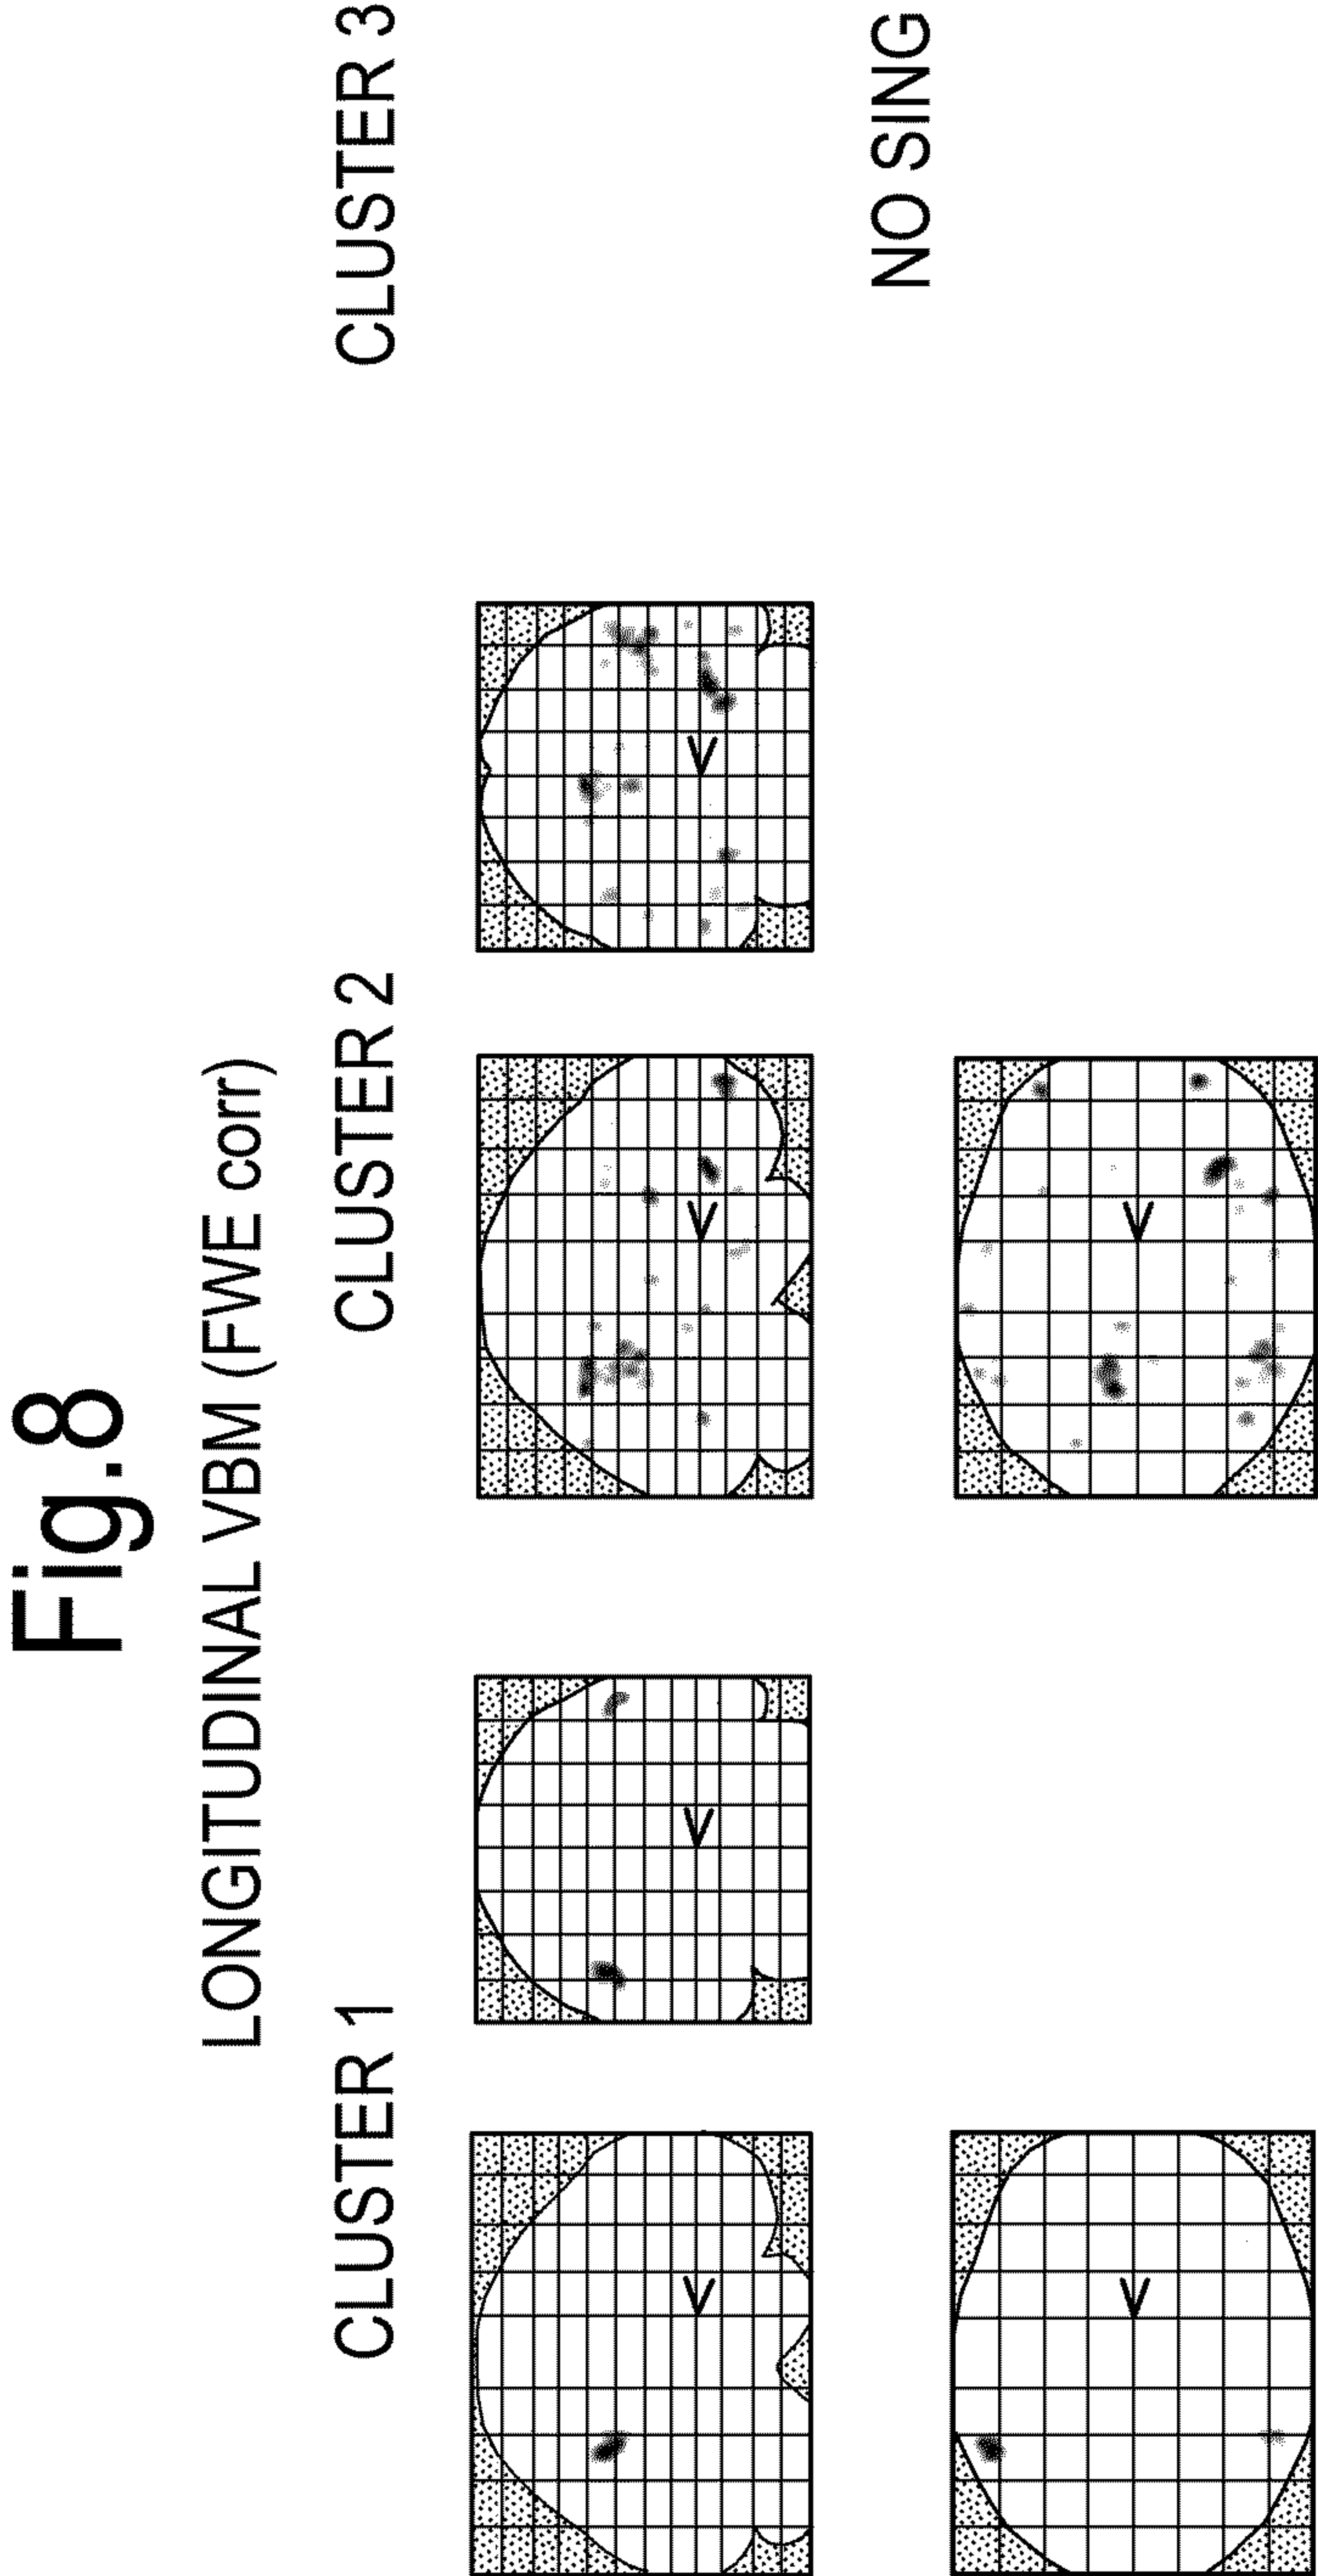 Fig.8
LONGITUDINAL VBM (FWE corr)
CLUSTER 1
CLUSTER 2
CLUSTER 3
NO SING